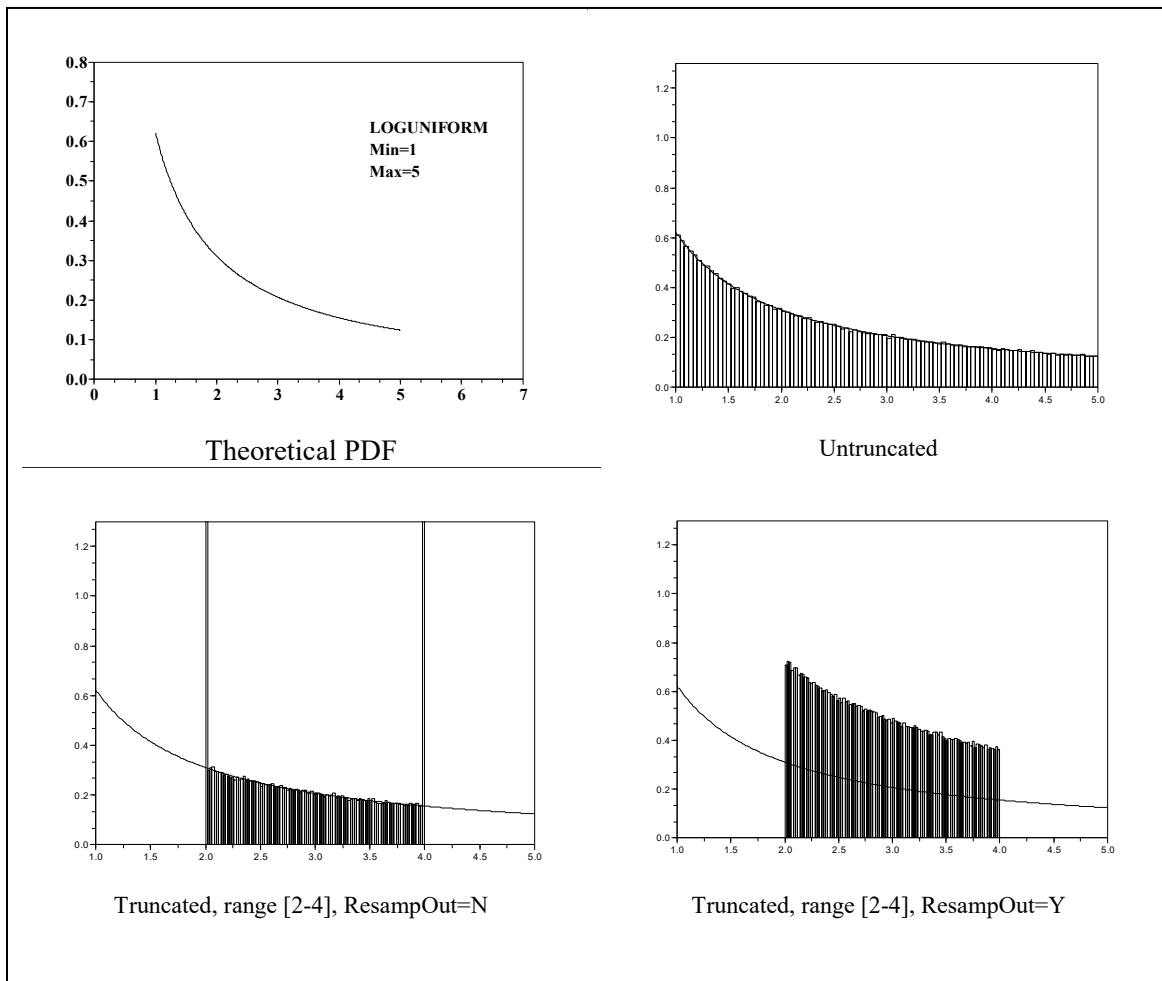 0.8
0.7
0.6
0.5
0.4
0.3
0.2
0.1
0.0
0 1 2 3 4 5 6 7
LOGUNIFORM
Min=1
Max=5
Theoretical PDF
1.2
1.0
0.8
0.6
0.4
0.2
0.0
1.0 1.5 2.0 2.5 3.0 3.5 4.0 4.5 5.0
Untruncated
1.2
1.0
0.8
0.6
0.4
0.2
0.0
1.0 1.5 2.0 2.5 3.0 3.5 4.0 4.5 5.0
Truncated, range [2-4], ResampOut=N
1.2
1.0
0.8
0.6
0.4
0.2
0.0
1.0 1.5 2.0 2.5 3.0 3.5 4.0 4.5 5.0
Truncated, range [2-4], ResampOut=Y